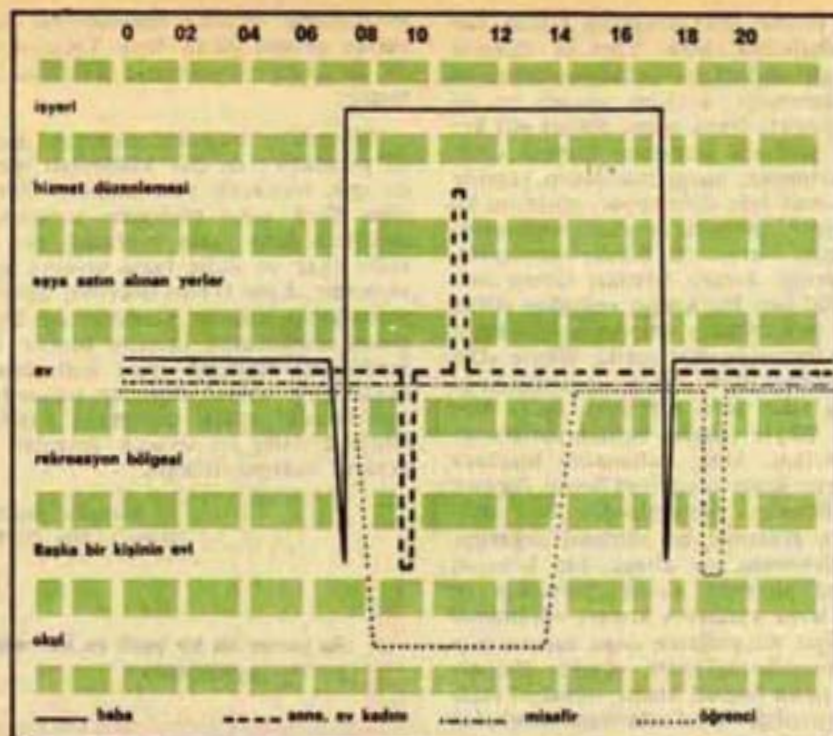 0 02 04 06 08 10 12 14 16 18 20
işyeri
hizmet düzenlemesi
eşya satın alınan yerler
ev
rekreasyon bölgesi
Başka bir kişinin evi
okul
baba anne, ev kadını misafir öğrenci